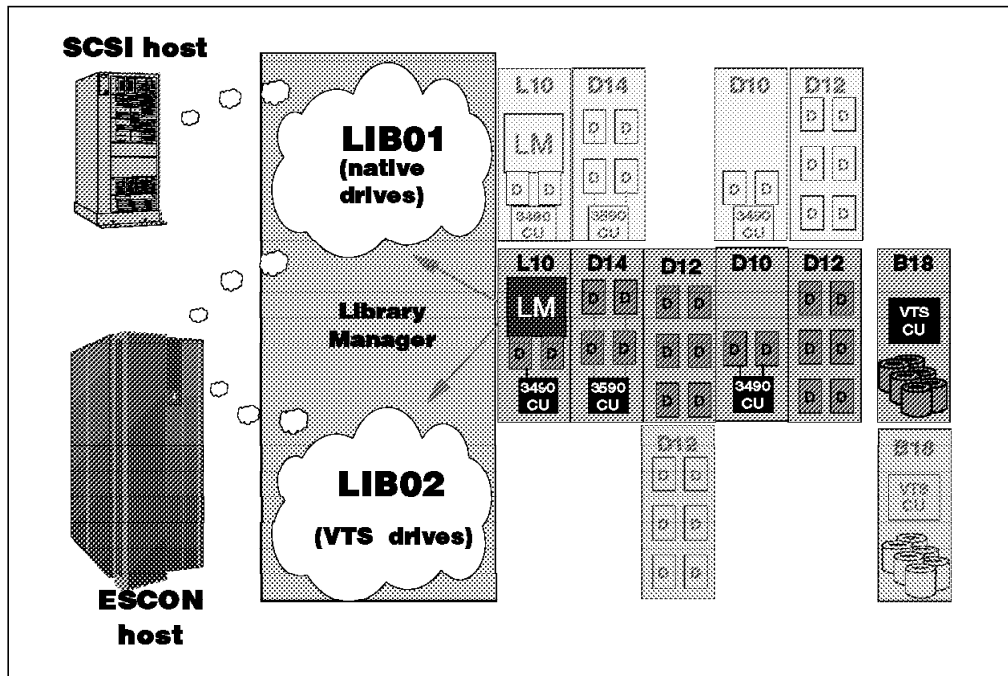 SCSI host
LIB01
(native
drives)
Library
Manager
LIB02
(VTS drives)
ESCON
host
L10
D14
D10
D12
LM
D D
D D
D D
D D
D D
D D
D D
3490
CU
3590
CU
3490
CU
L10
D14
D12
D10
D12
B18
LM
D D
D D
D D
D D
D D
D D
D D
D D
D D
D D
D D
D D
3490
CU
3590
CU
3490
CU
VTS
CU
D12
D D
D D
D D
B18
VTS
CU